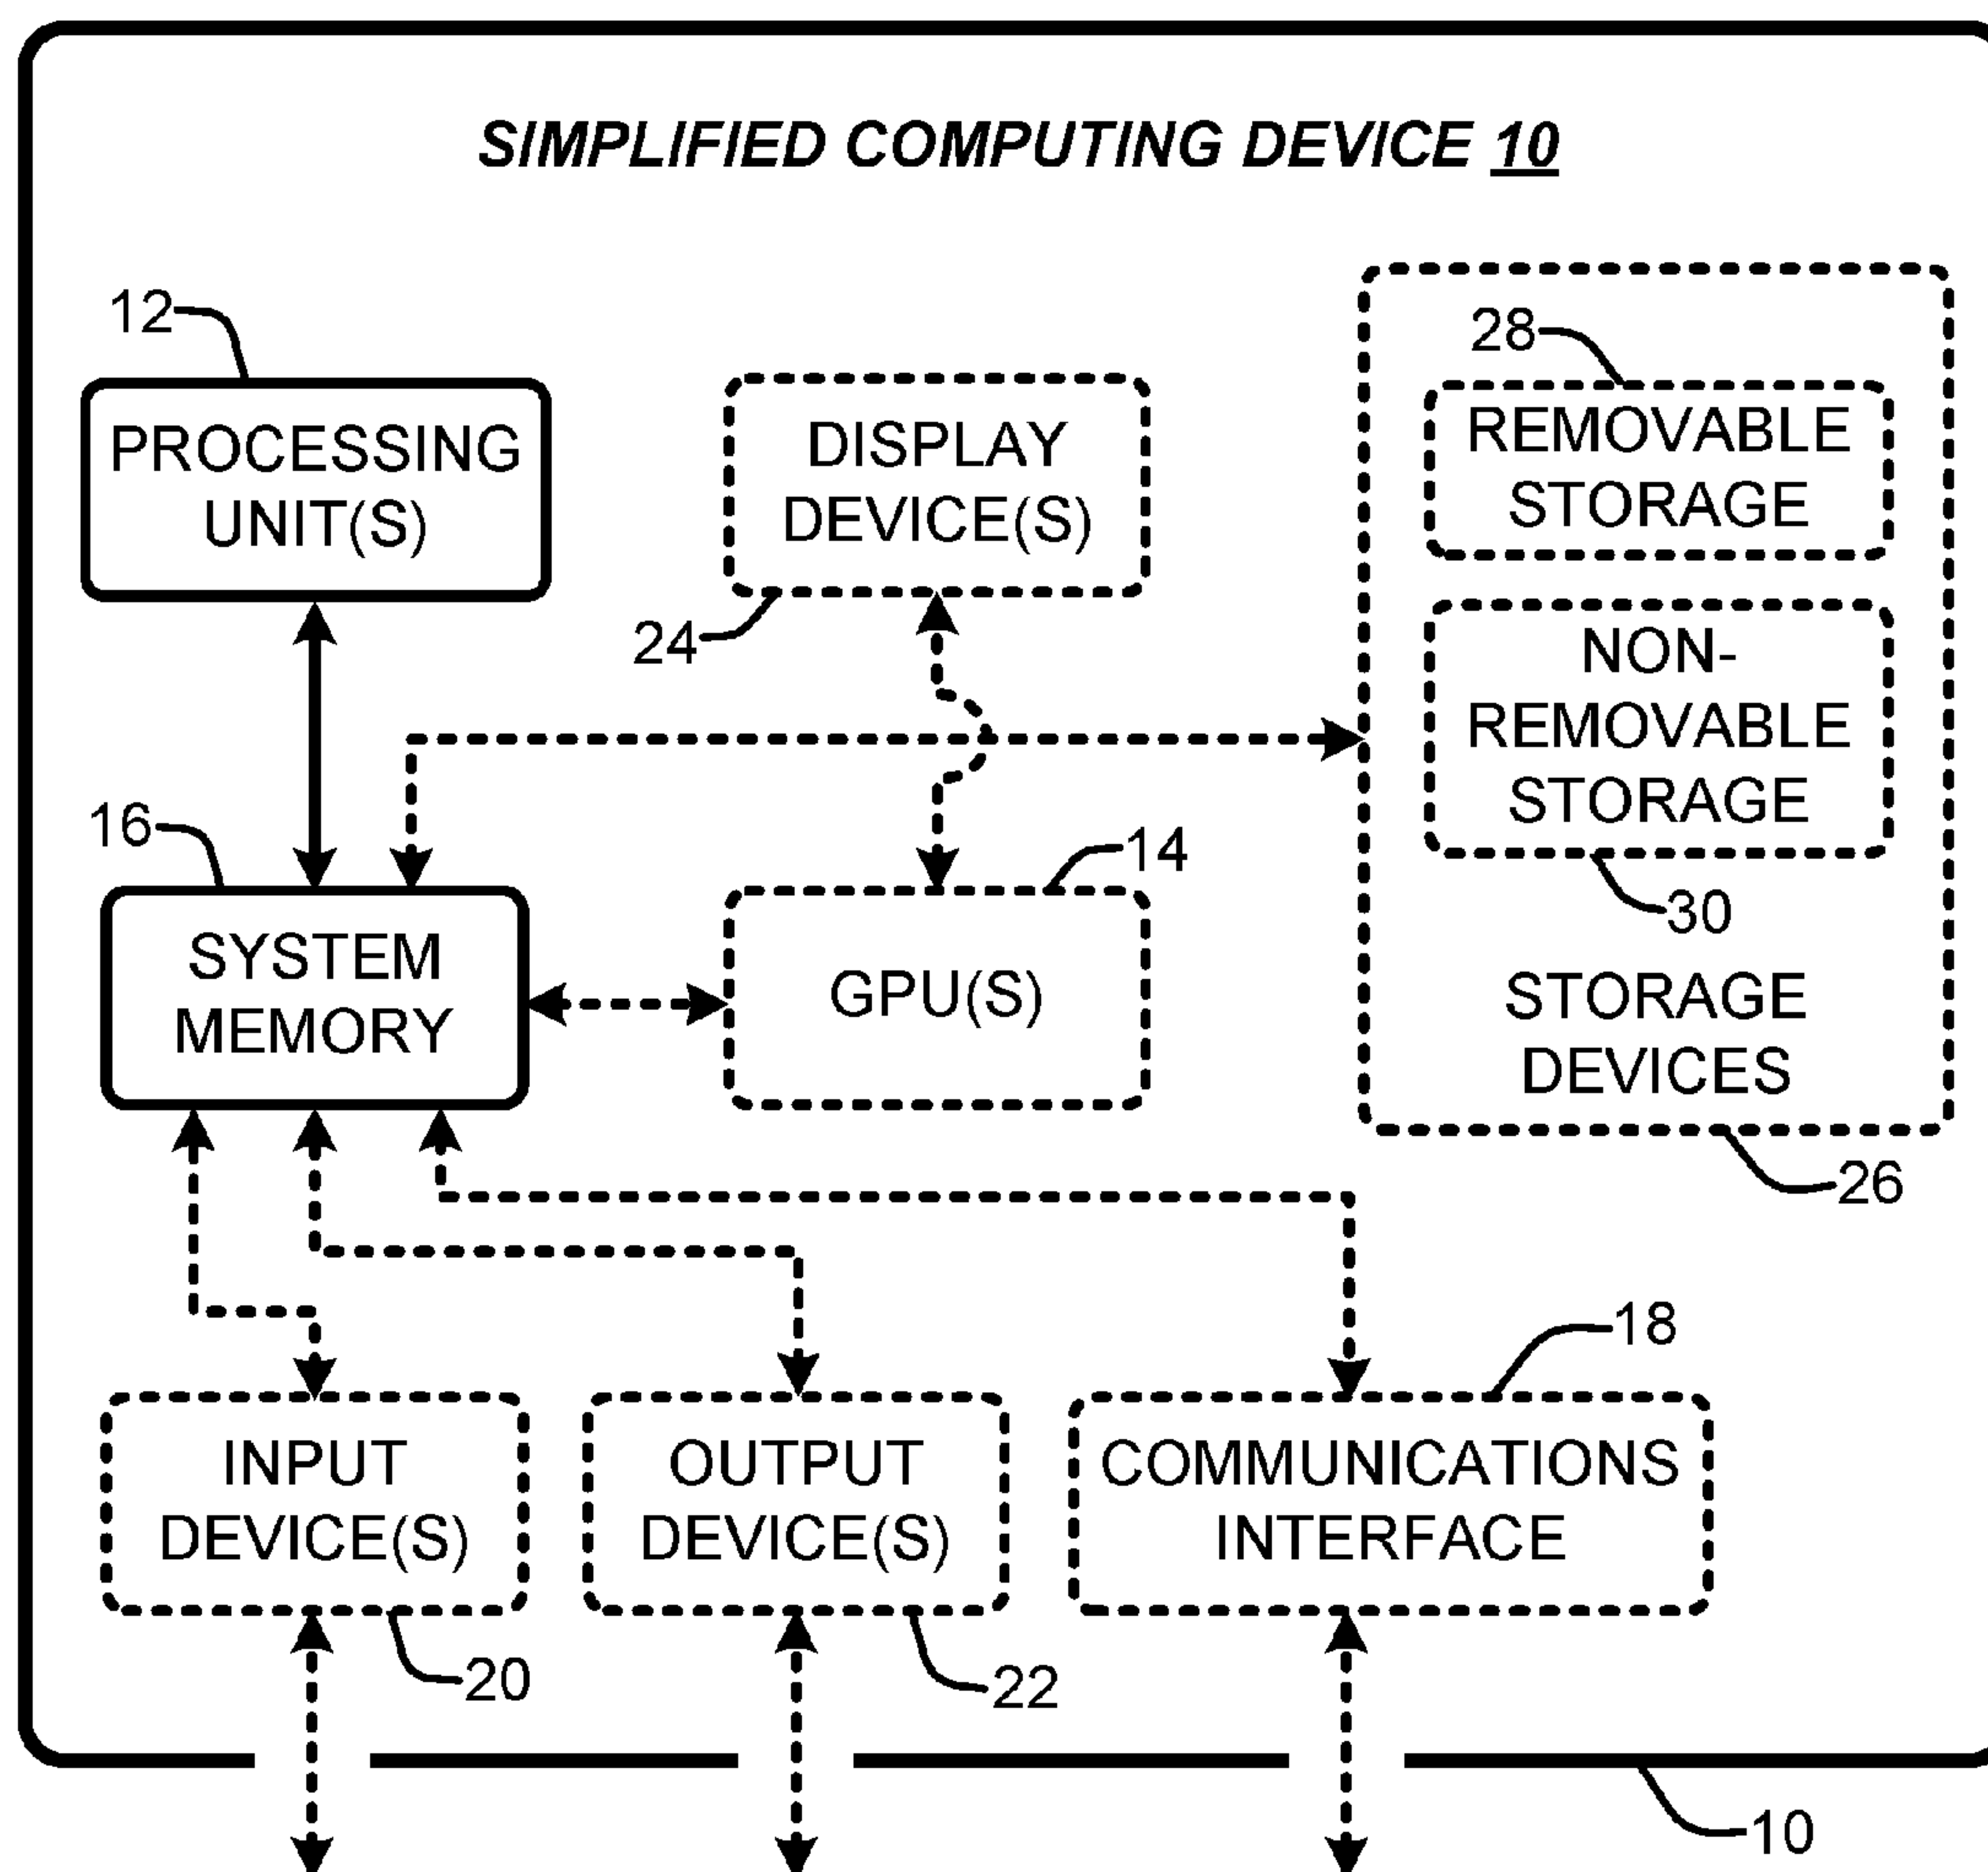 SIMPLIFIED COMPUTING DEVICE 10
12
PROCESSING
UNIT(S)
DISPLAY
DEVICE(S)
24
28
REMOVABLE
STORAGE
NON-
REMOVABLE
STORAGE
30
STORAGE
DEVICES
26
16
SYSTEM
MEMORY
14
GPU(S)
18
INPUT
DEVICE(S)
20
OUTPUT
DEVICE(S)
22
COMMUNICATIONS
INTERFACE
10